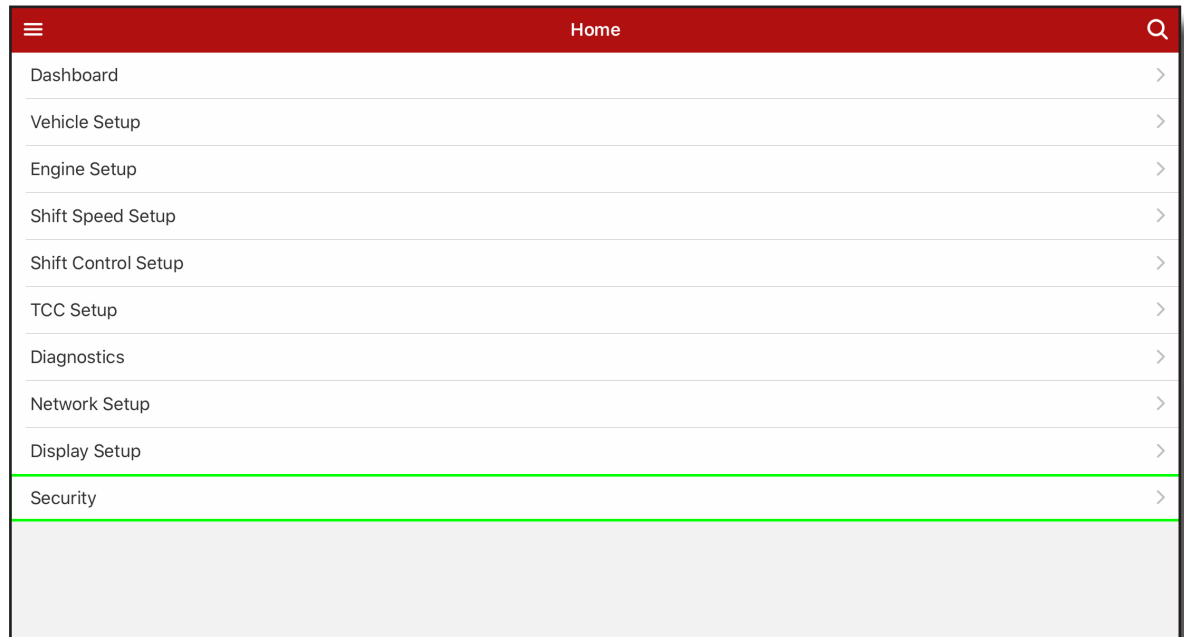 Home
Dashboard
Vehicle Setup
Engine Setup
Shift Speed Setup
Shift Control Setup
TCC Setup
Diagnostics
Network Setup
Display Setup
Security